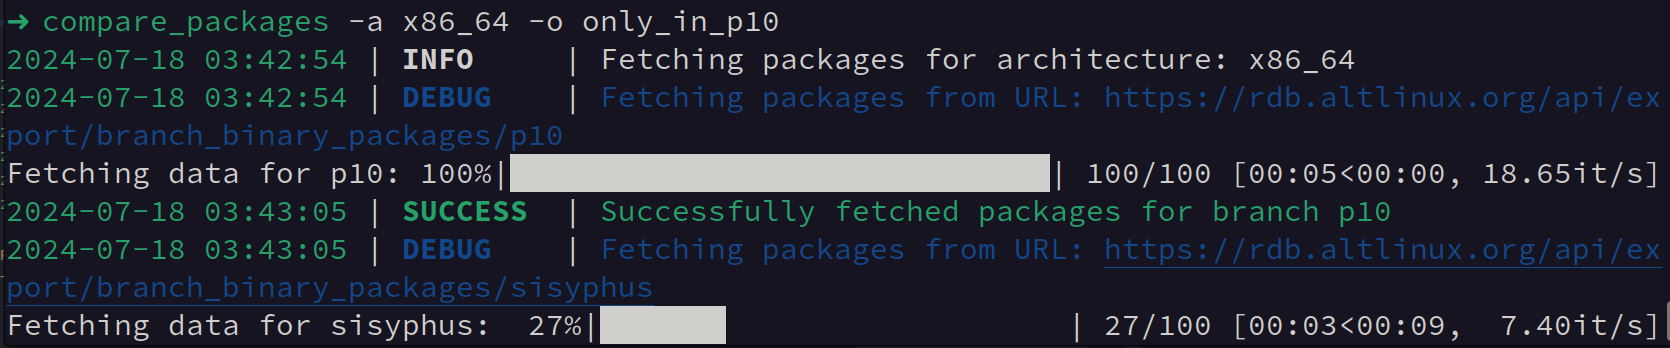 → compare_packages -a x86_64 -o only_in_p10
2024-07-18 03:42:54 | INFO     | Fetching packages for architecture: x86_64
2024-07-18 03:42:54 | DEBUG    | Fetching packages from URL: https://rdb.altlinux.org/api/ex
port/branch_binary_packages/p10
Fetching data for p10: 100%|██████████████████████████████| 100/100 [00:05<00:00, 18.65it/s]
2024-07-18 03:43:05 | SUCCESS  | Successfully fetched packages for branch p10
2024-07-18 03:43:05 | DEBUG    | Fetching packages from URL: https://rdb.altlinux.org/api/ex
port/branch_binary_packages/sisyphus
Fetching data for sisyphus:  27%|███████                   | 27/100 [00:03<00:09,  7.40it/s]